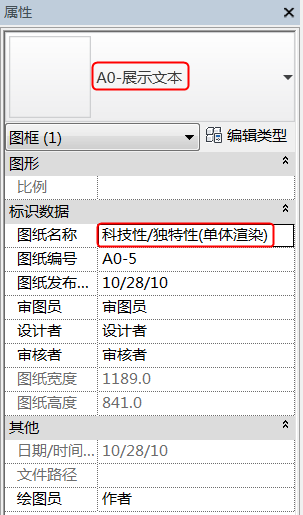 属性
A0-展示文本
图框 (1)
编辑类型
图形
比例
标识数据
图纸名称 科技性/独特性(单体渲染)
图纸编号 A0-5
图纸发布... 10/28/10
审图员 审图员
设计者 设计者
审核者 审核者
图纸宽度 1189.0
图纸高度 841.0
其他
日期/时间... 10/28/10
文件路径
绘图员 作者